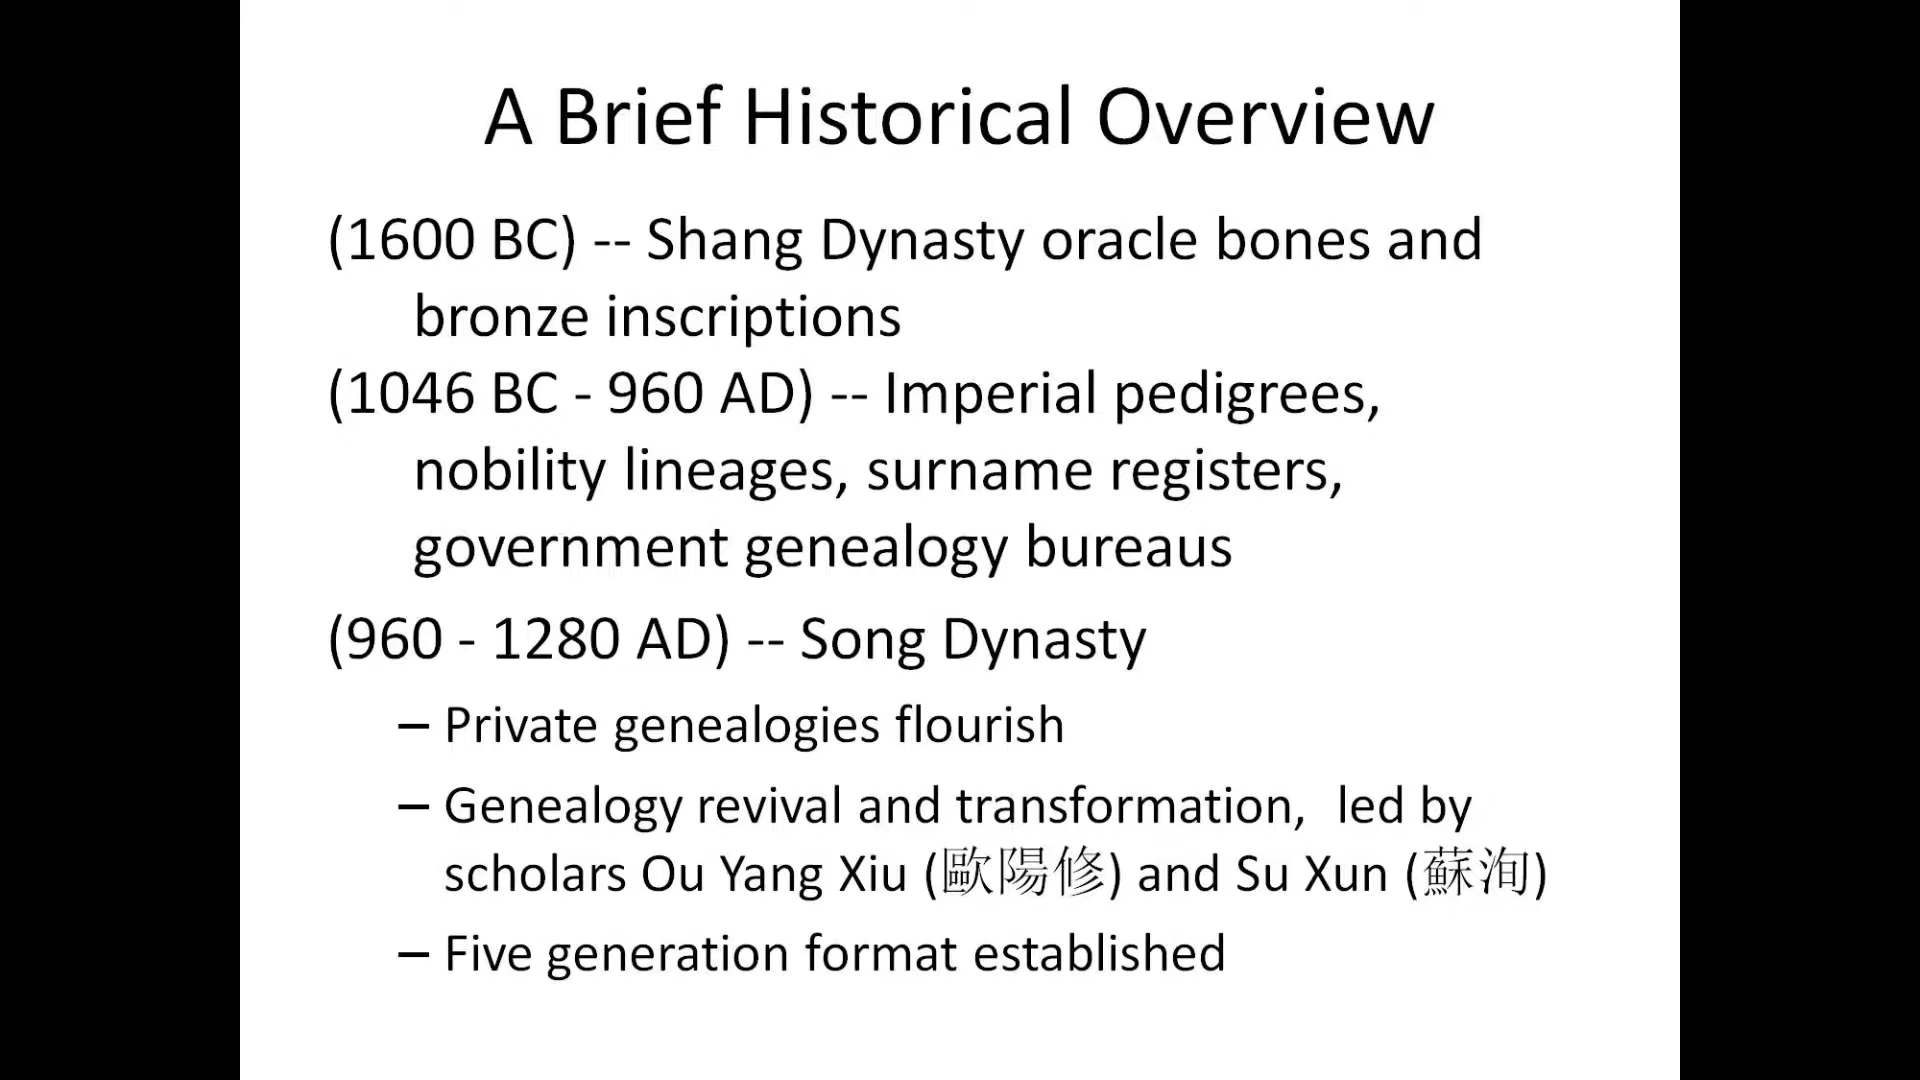 A Brief Historical Overview
(1600 BC) -- Shang Dynasty oracle bones and
bronze inscriptions
(1046 BC - 960 AD) -- Imperial pedigrees,
nobility lineages, surname registers,
government genealogy bureaus
(960 - 1280 AD) -- Song Dynasty
– Private genealogies flourish
– Genealogy revival and transformation,  led by
scholars Ou Yang Xiu (歐陽修) and Su Xun (蘇洵)
– Five generation format established